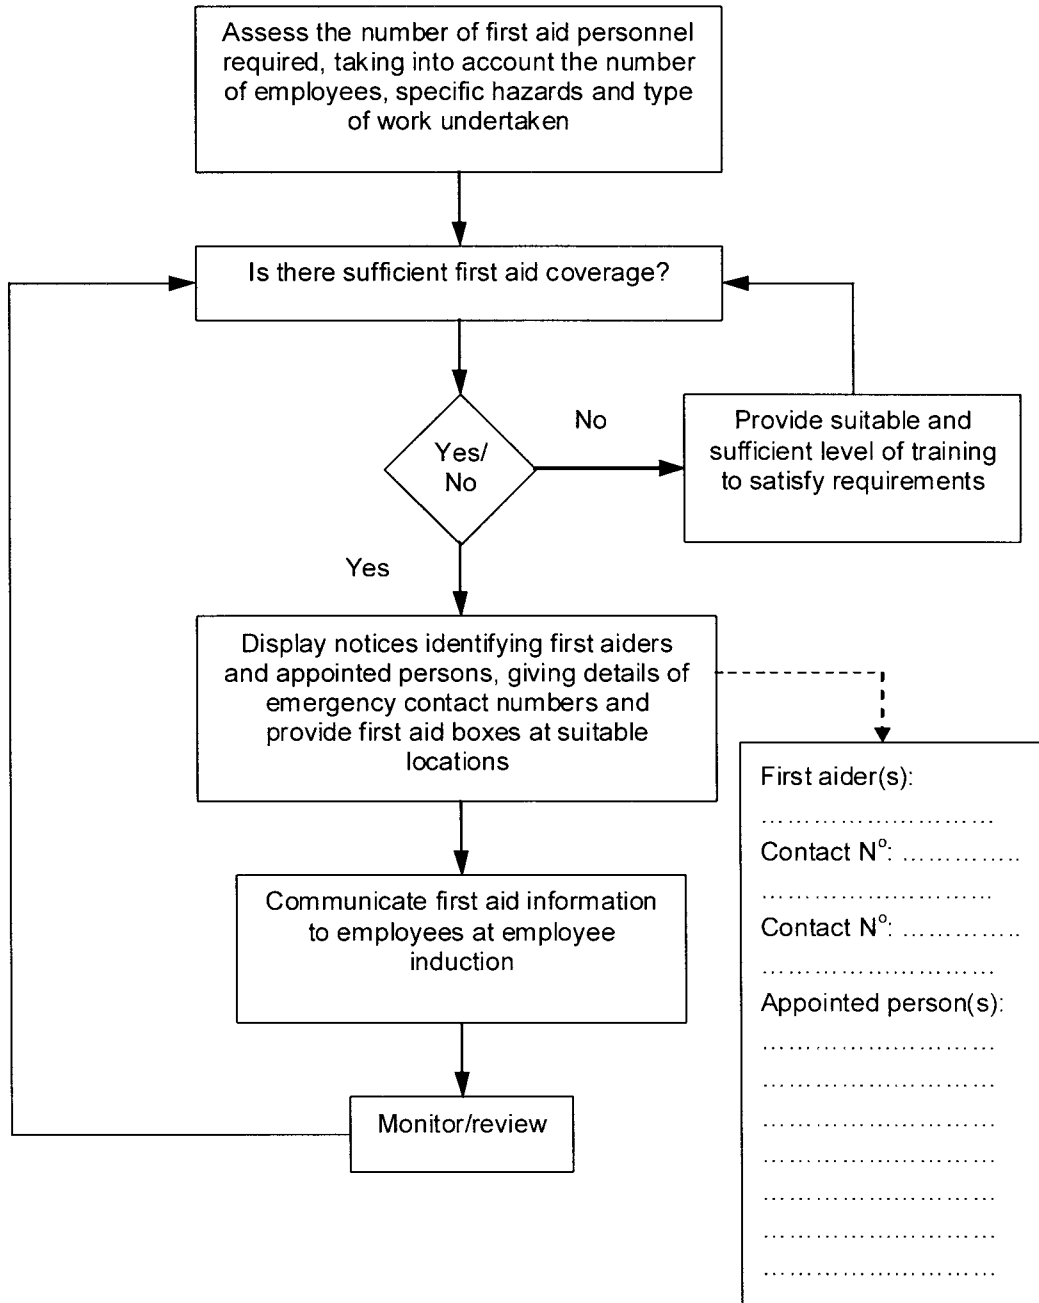 Assess the number of first aid personnel
required, taking into account the number
of employees, specific hazards and type
of work undertaken
Is there sufficient first aid coverage?
Yes/
No
No
Provide suitable and
sufficient level of training
to satisfy requirements
Yes
Display notices identifying first aiders
and appointed persons, giving details of
emergency contact numbers and
provide first aid boxes at suitable
locations
First aider(s):
………………………
Contact Nº: …………..
………………………
Contact Nº: …………..
………………………
Appointed person(s):
………………………
………………………
………………………
………………………
………………………
………………………
………………………
Communicate first aid information
to employees at employee
induction
Monitor/review